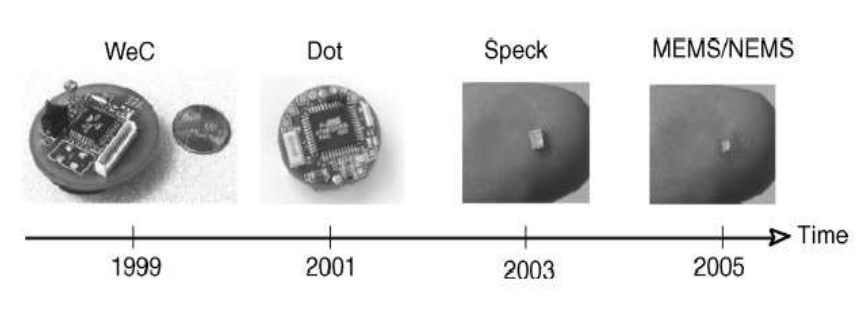 WeC
Dot
Speck
MEMS/NEMS
Time
1999
2001
2003
2005